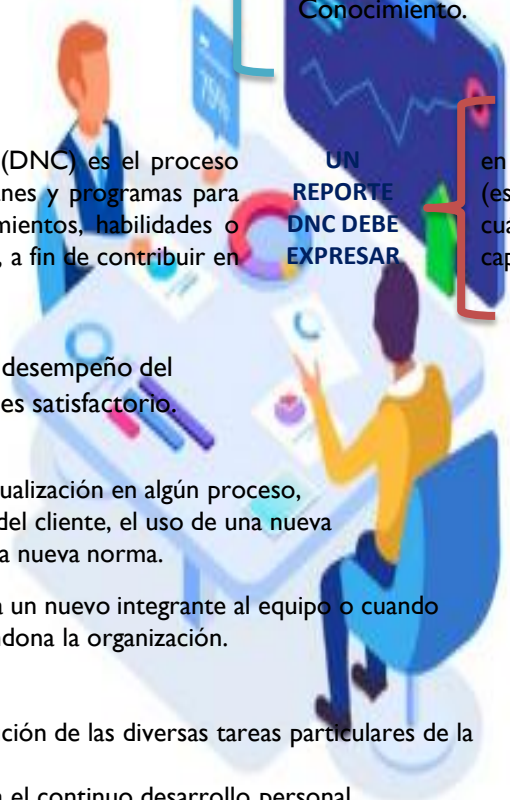 Conocimiento.
70%
(DNC) es el proceso
anes y programas para
mientos, habilidades o
, a fin de contribuir en
UN
REPORTE
DNC DEBE
EXPRESAR
en
(es
cua
cap
desempeño del
es satisfactorio.
ualización en algún proceso,
del cliente, el uso de una nueva
a nueva norma.
a un nuevo integrante al equipo o cuando
ndona la organización.
ción de las diversas tareas particulares de la
el continuo desarrollo personal